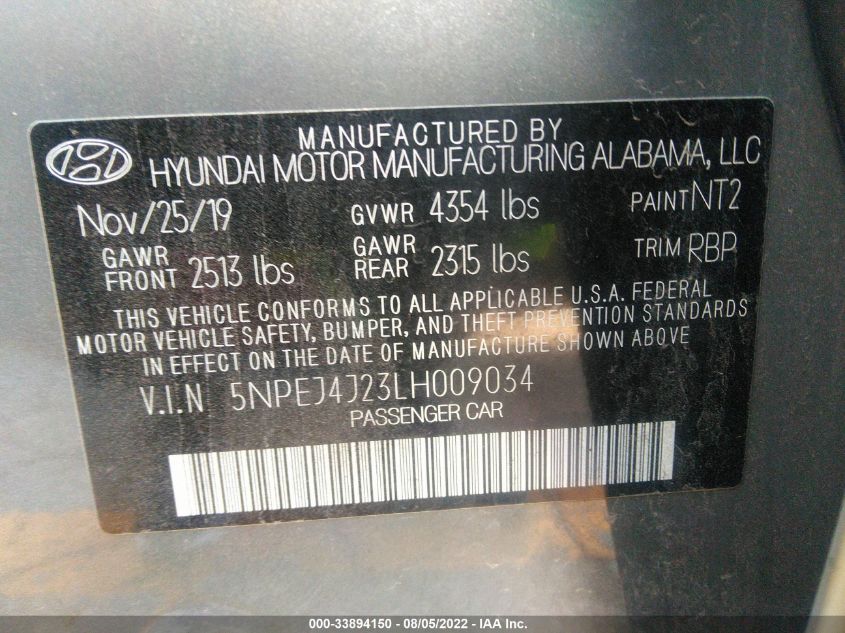 MANUFACTURED BY
HYUNDAI MOTOR MANUFACTURING ALABAMA, LLC
Nov/25/19 GVWR 4354 lbs PAINT NT2
GAWR FRONT 2513 lbs GAWR REAR 2315 lbs TRIM RBP
THIS VEHICLE CONFORMS TO ALL APPLICABLE U.S.A. FEDERAL
MOTOR VEHICLE SAFETY, BUMPER, AND THEFT PREVENTION STANDARDS
IN EFFECT ON THE DATE OF MANUFACTURE SHOWN ABOVE.
V.I.N 5NPEJ4J23LH009034
PASSENGER CAR
000-33894150 - 08/05/2022 - IAA Inc.